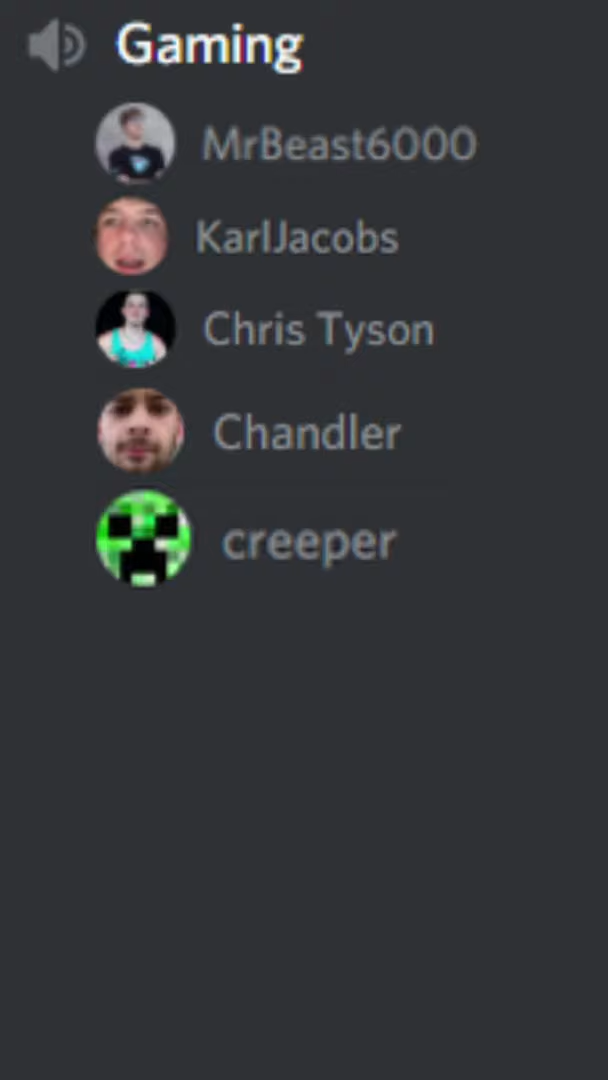 Gaming
MrBeast6000
KarlJacobs
Chris Tyson
Chandler
creeper